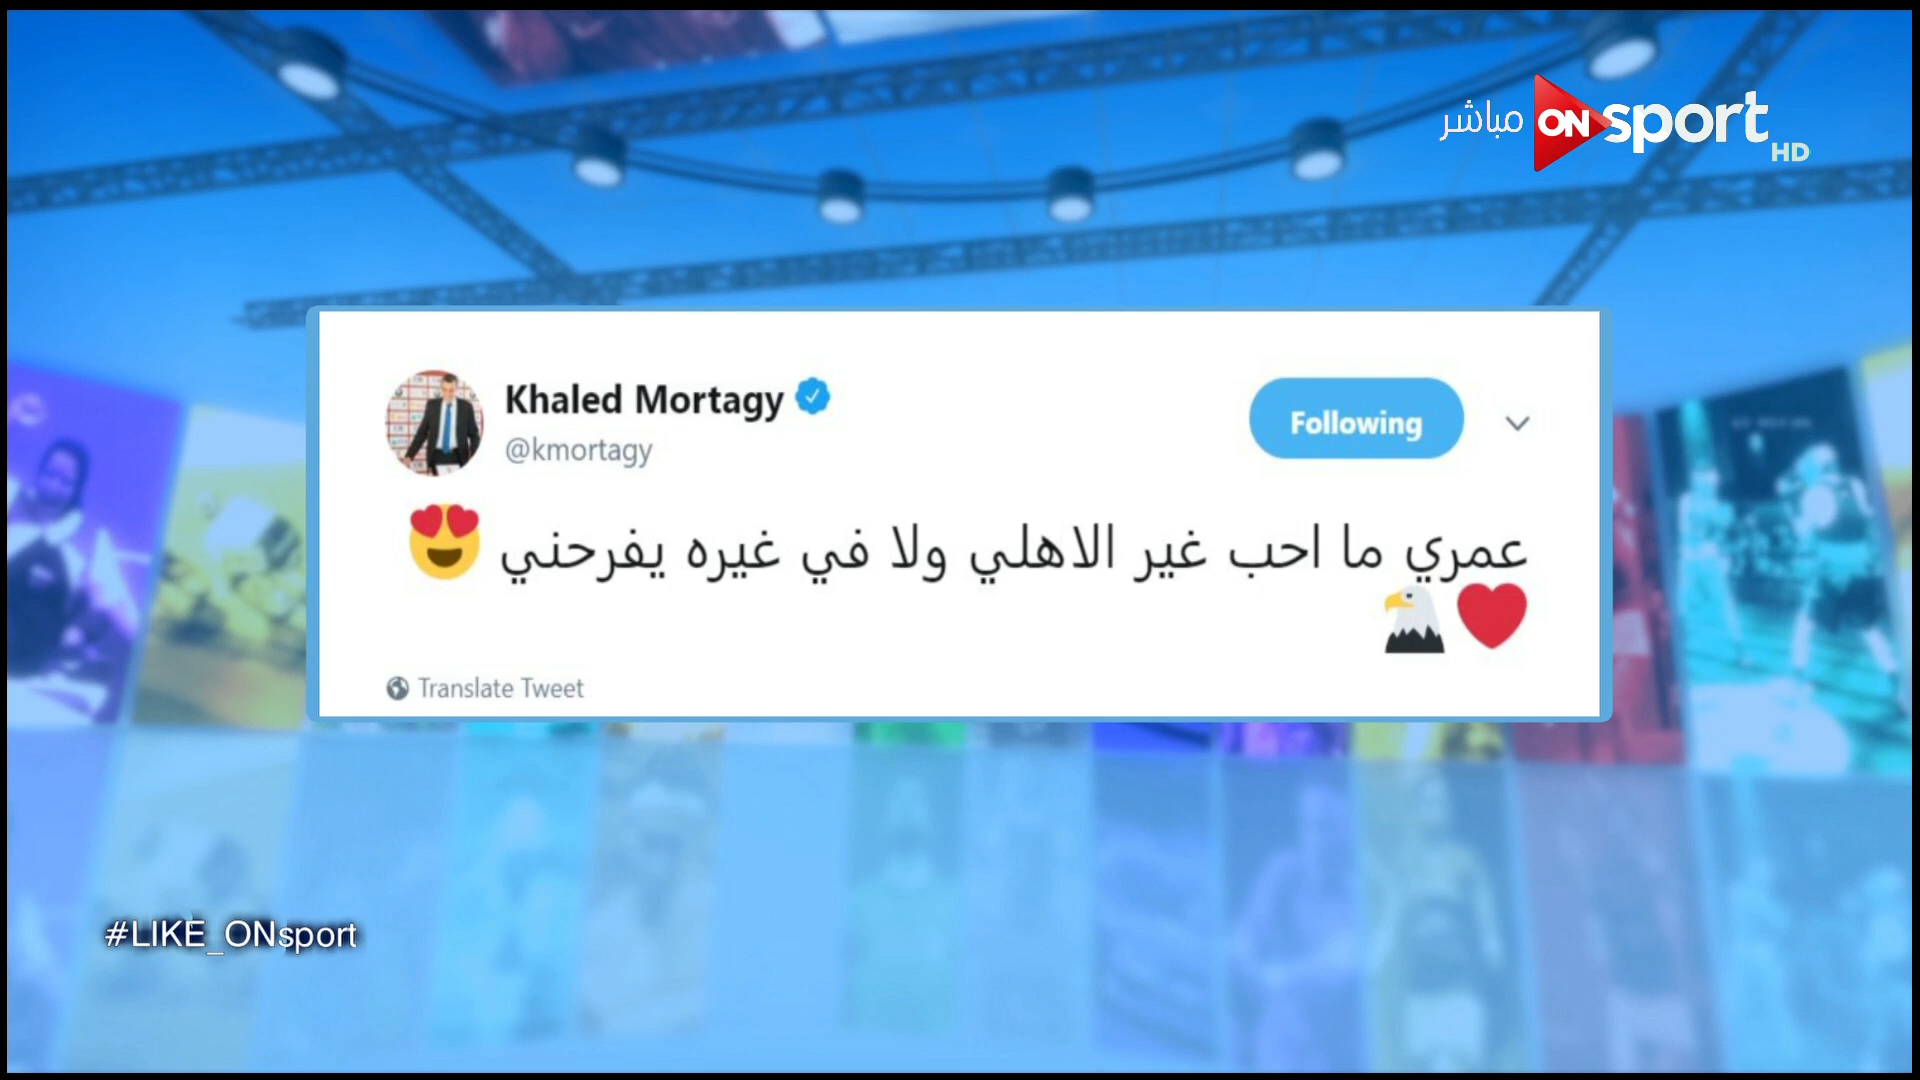 مباشر ON sport HD
Khaled Mortagy
@kmortagy
Following
عمري ما احب غير الاهلي ولا في غيره يفرحني 😍
❤️🦅
Translate Tweet
#LIKE_ONsport